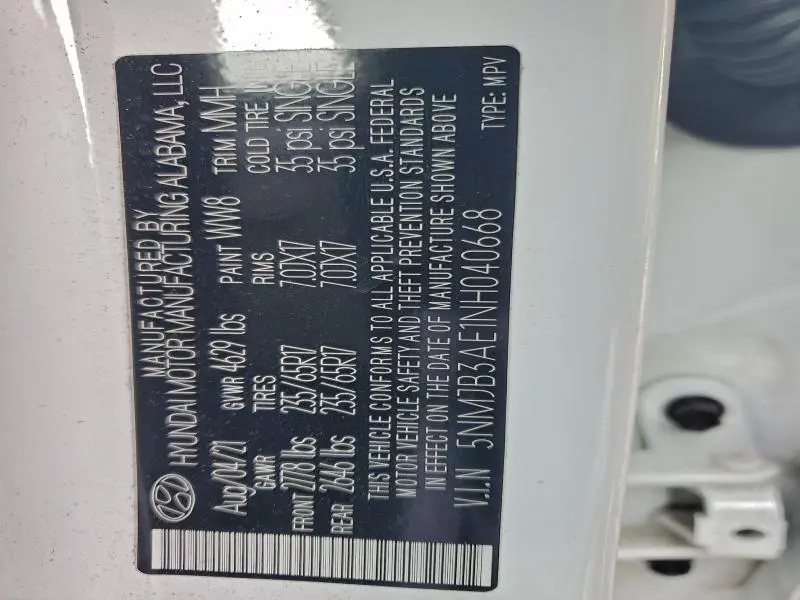 MANUFACTURED BY
HYUNDAI MOTOR MANUFACTURING ALABAMA, LLC
Aug/04/21 GVWR 4629 lbs PAINT WW8 TRIM MMH
GAWR TIRES RIMS COLD TIRE
FRONT 2778 lbs 235/65R17 7.0JX17 35 psi SINGLE
REAR 2646 lbs 235/65R17 7.0JX17 35 psi SINGLE
THIS VEHICLE CONFORMS TO ALL APPLICABLE U.S.A. FEDERAL
MOTOR VEHICLE SAFETY AND THEFT PREVENTION STANDARDS
IN EFFECT ON THE DATE OF MANUFACTURE SHOWN ABOVE
V.I.N 5NMJB3AE1NH040668
TYPE: MPV